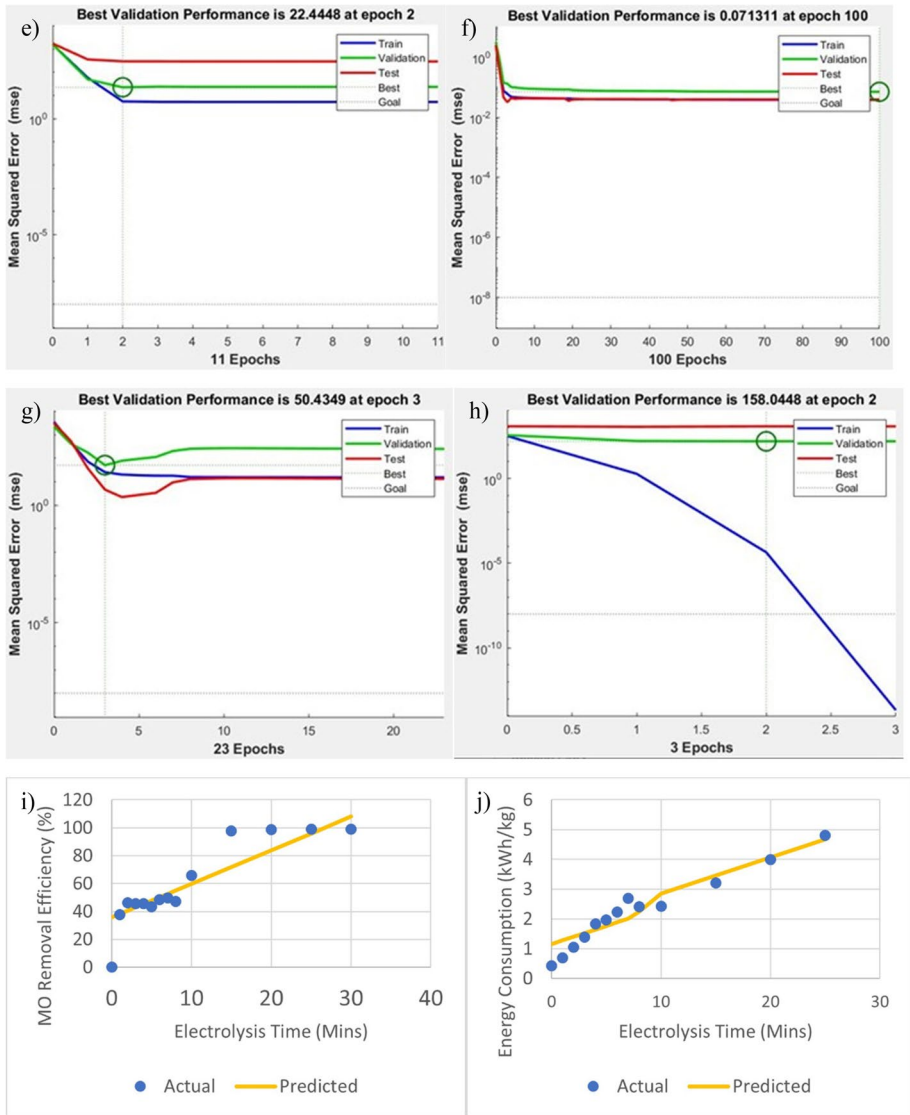 e)
Best Validation Performance is 22.4448 at epoch 2
Mean Squared Error (mse)
10^0
10^-5
Train
Validation
Test
Best
Goal
0 1 2 3 4 5 6 7 8 9 10 11
11 Epochs
f)
Best Validation Performance is 0.071311 at epoch 100
Mean Squared Error (mse)
10^0
10^-2
10^-4
10^-6
10^-8
Train
Validation
Test
Best
Goal
0 10 20 30 40 50 60 70 80 90 100
100 Epochs
g)
Best Validation Performance is 50.4349 at epoch 3
Mean Squared Error (mse)
10^0
10^-5
Train
Validation
Test
Best
Goal
0 5 10 15 20
23 Epochs
h)
Best Validation Performance is 158.0448 at epoch 2
Mean Squared Error (mse)
10^0
10^-5
10^-10
Train
Validation
Test
Best
Goal
0 0.5 1 1.5 2 2.5 3
3 Epochs
i)
MO Removal Efficiency (%)
120
100
80
60
40
20
0
0 10 20 30 40
Electrolysis Time (Mins)
Actual Predicted
j)
Energy Consumption (kWh/kg)
6
5
4
3
2
1
0
0 10 20 30
Electrolysis Time (Mins)
Actual Predicted